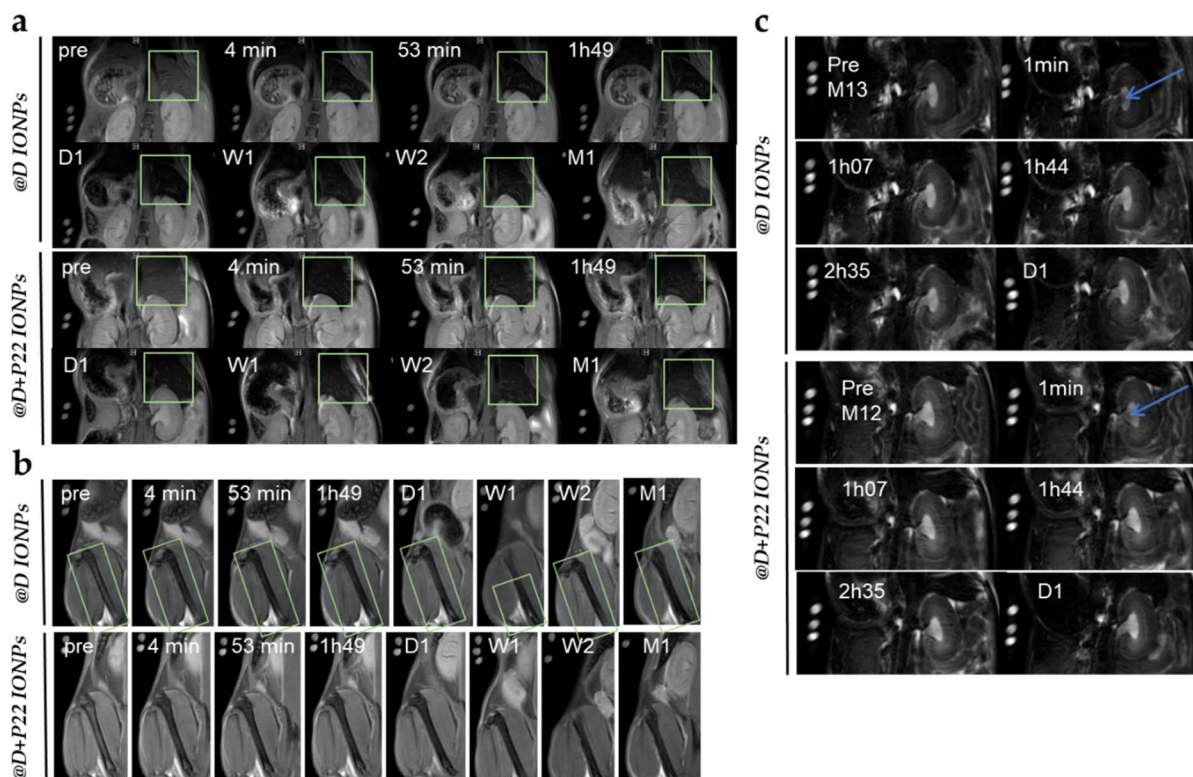 a
@D IONPs
pre 4 min 53 min 1h49
D1 W1 W2 M1
@D+P22 IONPs
pre 4 min 53 min 1h49
D1 W1 W2 M1
b
@D IONPs
pre 4 min 53 min 1h49 D1 W1 W2 M1
@D+P22 IONPs
pre 4 min 53 min 1h49 D1 W1 W2 M1
c
@D IONPs
Pre 1min
M13
1h07 1h44
2h35 D1
@D+P22 IONPs
Pre 1min
M12
1h07 1h44
2h35 D1